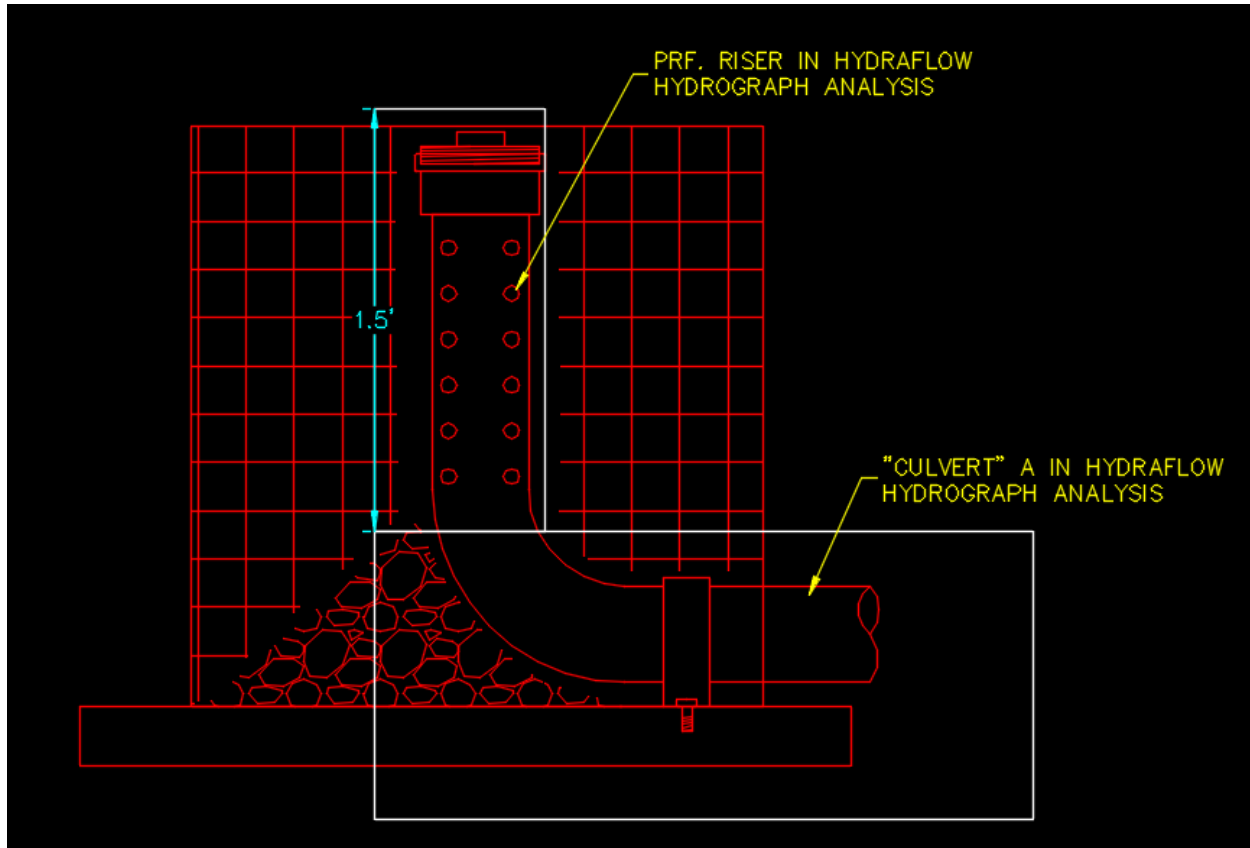 PRF. RISER IN HYDRAFLOW
HYDROGRAPH ANALYSIS
1.5'
"CULVERT" A IN HYDRAFLOW
HYDROGRAPH ANALYSIS